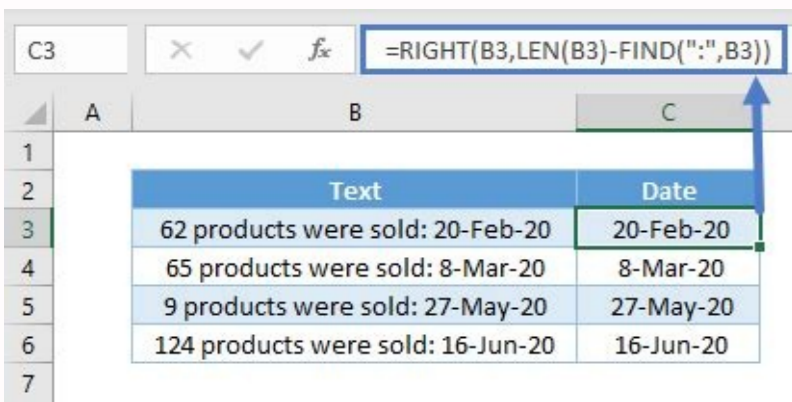 C3 fx =RIGHT(B3,LEN(B3)-FIND(":",B3))
A B C
1
2 Text Date
3 62 products were sold: 20-Feb-20 20-Feb-20
4 65 products were sold: 8-Mar-20 8-Mar-20
5 9 products were sold: 27-May-20 27-May-20
6 124 products were sold: 16-Jun-20 16-Jun-20
7